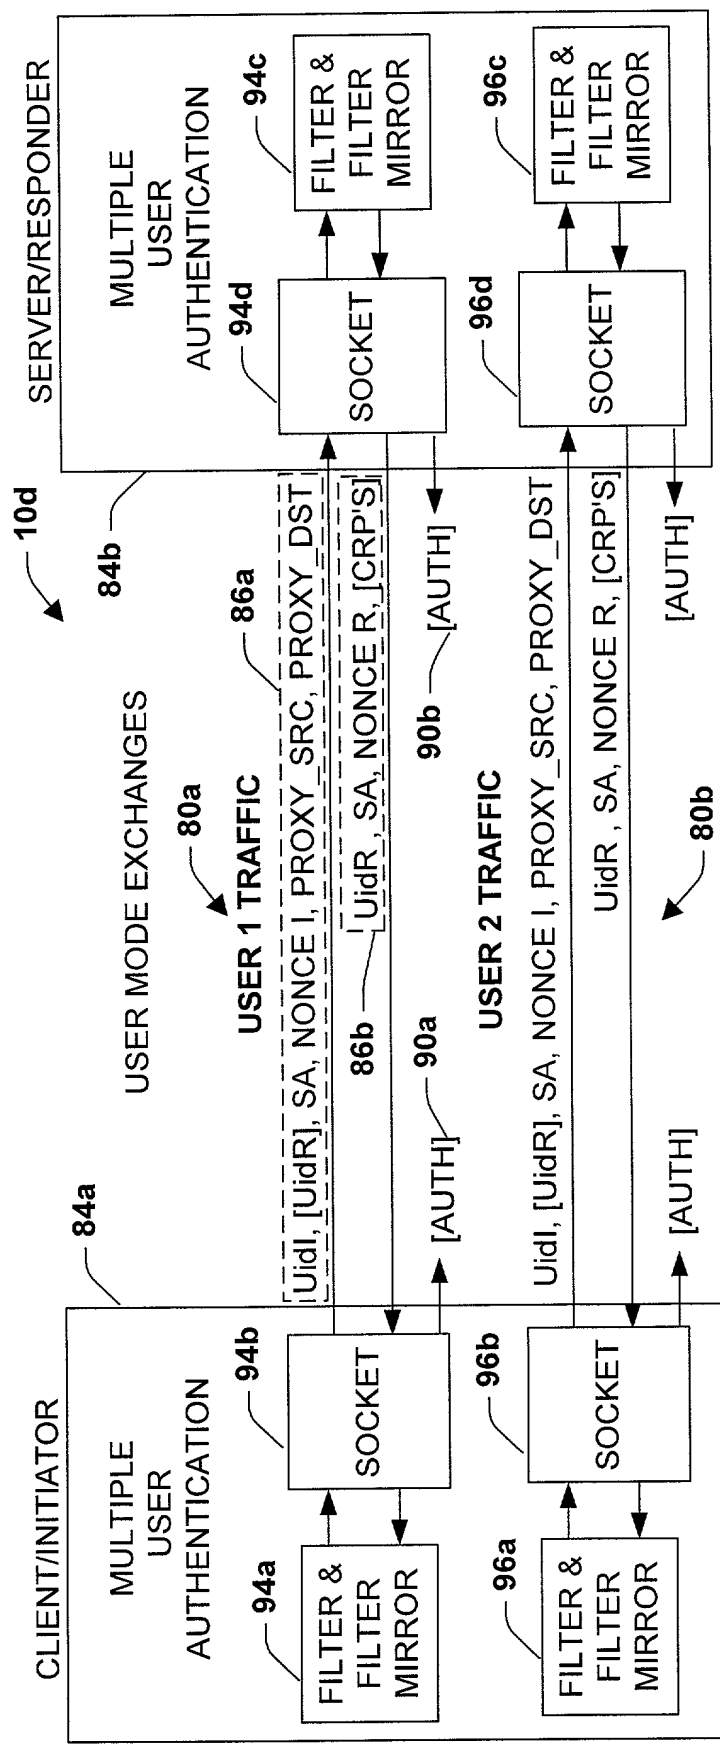 CLIENT/INITIATOR
84a
MULTIPLE
USER
AUTHENTICATION
94a
FILTER &
FILTER
MIRROR
94b
SOCKET
96a
FILTER &
FILTER
MIRROR
96b
SOCKET
USER MODE EXCHANGES
10d
80a
USER 1 TRAFFIC
86a
UidI, [UidR], SA, NONCE I, PROXY_SRC, PROXY_DST
UidR , SA, NONCE R, [CRP'S]
86b
[AUTH]
90a
[AUTH]
90b
USER 2 TRAFFIC
UidI, [UidR], SA, NONCE I, PROXY_SRC, PROXY_DST
UidR , SA, NONCE R, [CRP'S]
80b
[AUTH]
[AUTH]
SERVER/RESPONDER
84b
MULTIPLE
USER
AUTHENTICATION
94d
SOCKET
94c
FILTER &
FILTER
MIRROR
96d
SOCKET
96c
FILTER &
FILTER
MIRROR